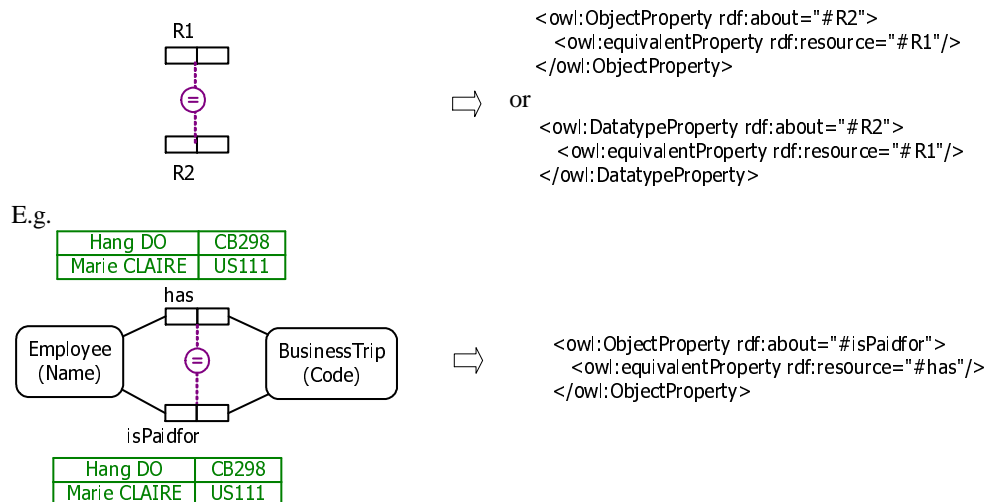 R1
=
R2
<owl:ObjectProperty rdf:about="#R2">
<owl:equivalentProperty rdf:resource="#R1"/>
</owl:ObjectProperty>
or
<owl:DatatypeProperty rdf:about="#R2">
<owl:equivalentProperty rdf:resource="#R1"/>
</owl:DatatypeProperty>
E.g.
Hang DO CB298
Marie CLAIRE US111
has
Employee
(Name)
=
BusinessTrip
(Code)
isPaidfor
Hang DO CB298
Marie CLAIRE US111
<owl:ObjectProperty rdf:about="#isPaidfor">
<owl:equivalentProperty rdf:resource="#has"/>
</owl:ObjectProperty>